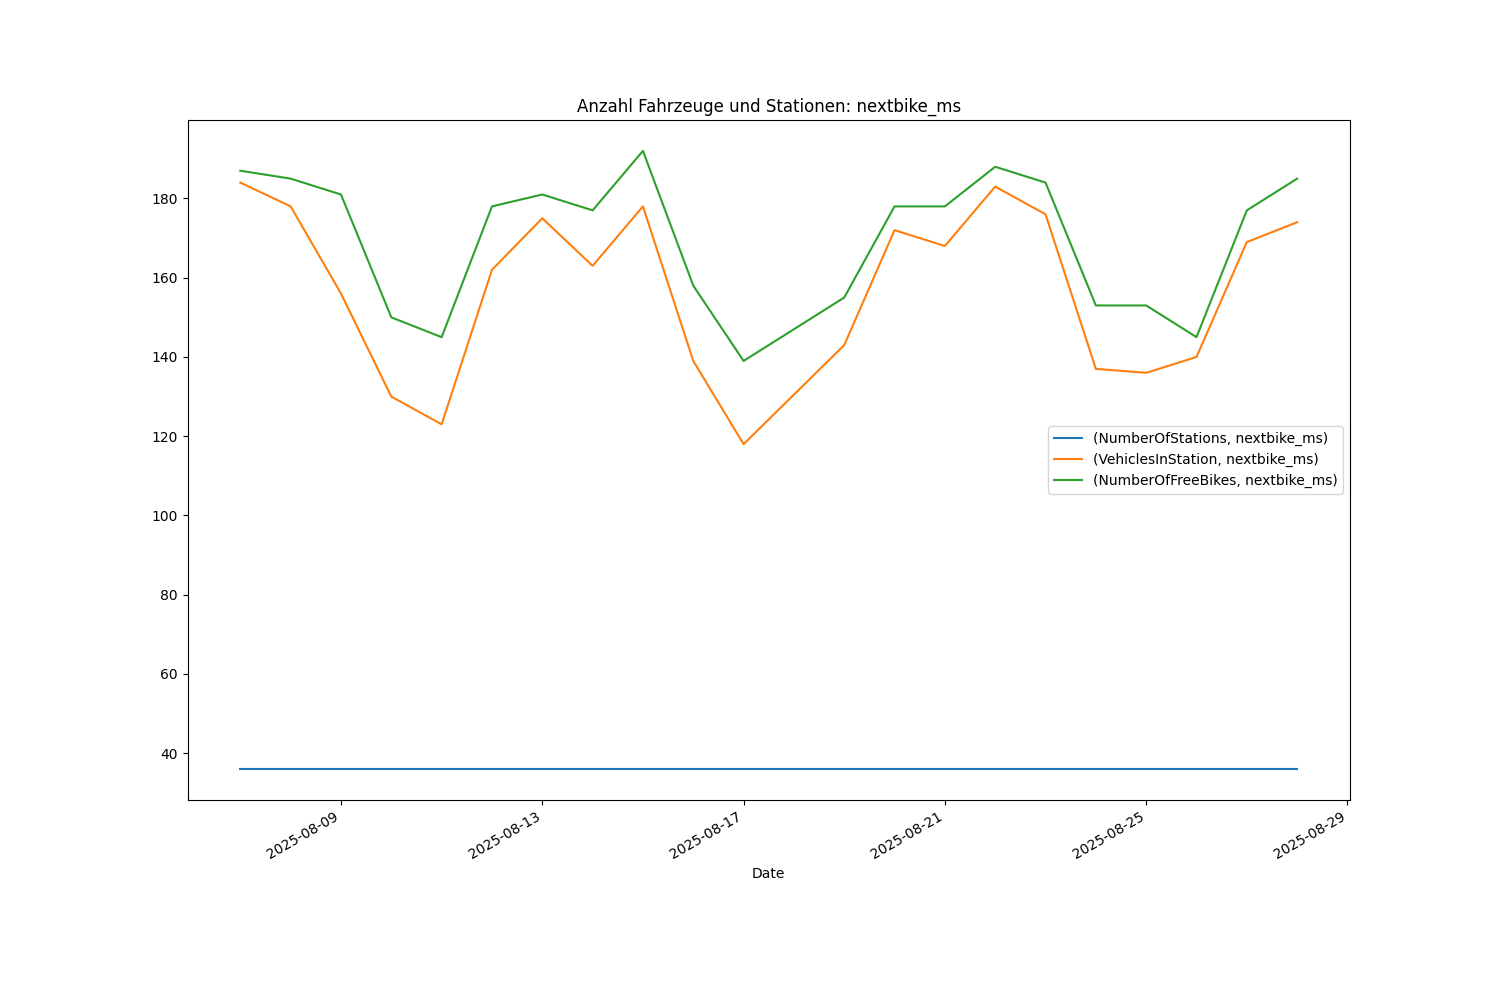 Anzahl Fahrzeuge und Stationen: nextbike_ms
180
160
140
120
100
80
60
40
(NumberOfStations, nextbike_ms)
(VehiclesInStation, nextbike_ms)
(NumberOfFreeBikes, nextbike_ms)
2025-08-09
2025-08-13
2025-08-17
2025-08-21
2025-08-25
2025-08-29
Date